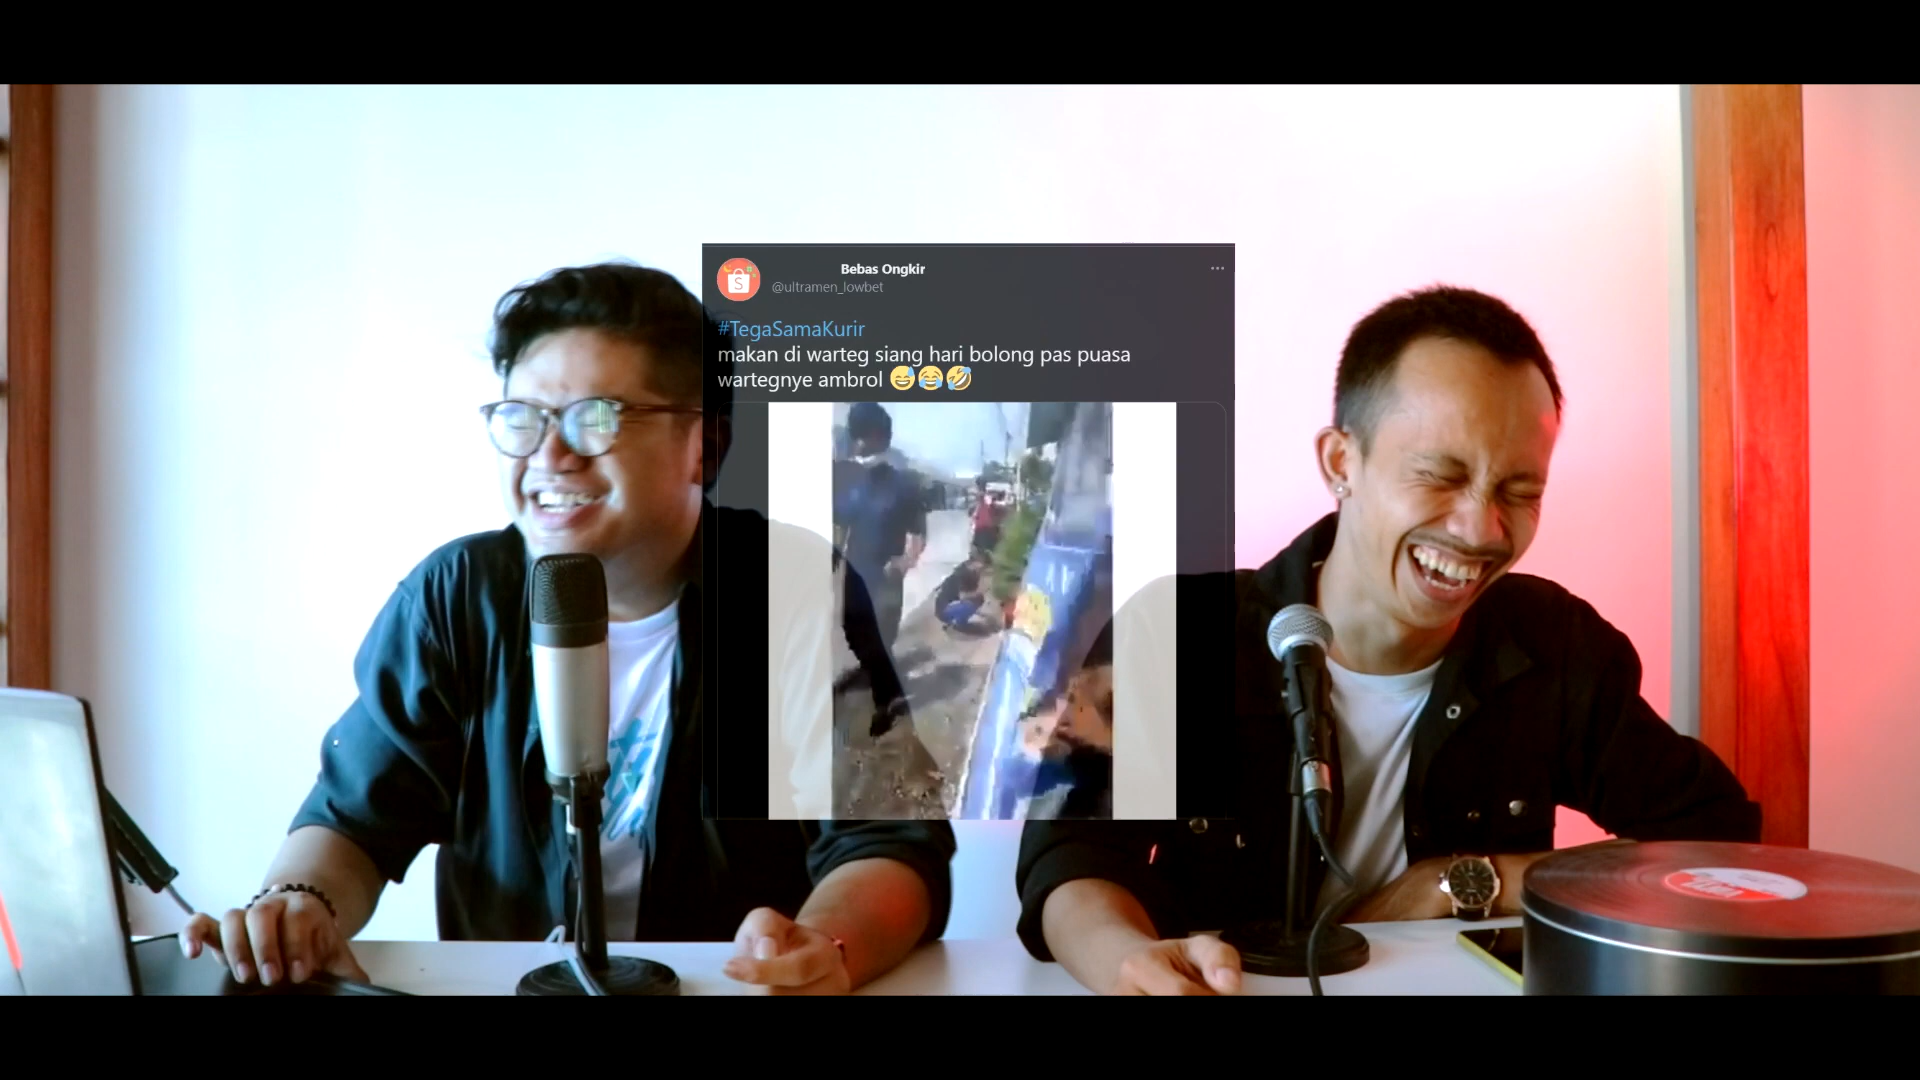 Bebas Ongkir
@ultramen_lowbet
#TegaSamaKurir
makan di warteg siang hari bolong pas puasa
wartegnye ambrol 😅😂🤣